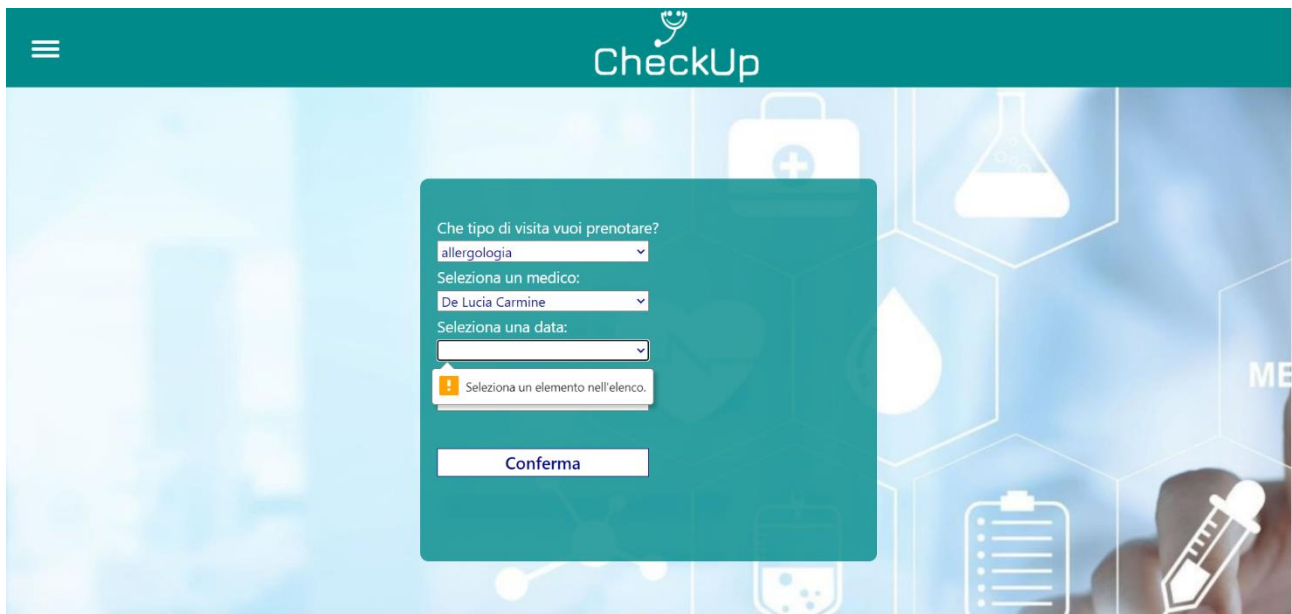 CheckUp
Che tipo di visita vuoi prenotare?
allergologia
Seleziona un medico:
De Lucia Carmine
Seleziona una data:
Seleziona un elemento nell'elenco.
Conferma
ME